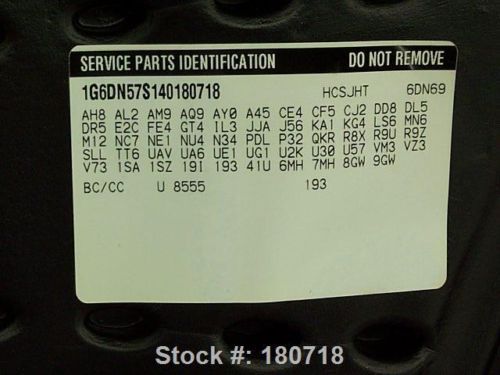 SERVICE PARTS IDENTIFICATION DO NOT REMOVE
1G6DN57S140180718 HCSJHT 6DN69
AH8 AL2 AM9 AQ9 AY0 A45 CE4 CF5 CJ2 DD8 DL5
DR5 E2C FE4 GT4 IL3 JJA J56 KA1 KG4 LS6 MN6
M12 NC7 NE1 NU4 N34 PDL P32 QKR R8X R9U R9Z
SLL TT6 UAV UA6 UE1 UG1 U2K U30 U57 VM3 VZ3
V73 1SA 1SZ 19I 193 41U 6MH 7MH 8GW 9GW
BC/CC U 8555 193
Stock #: 180718